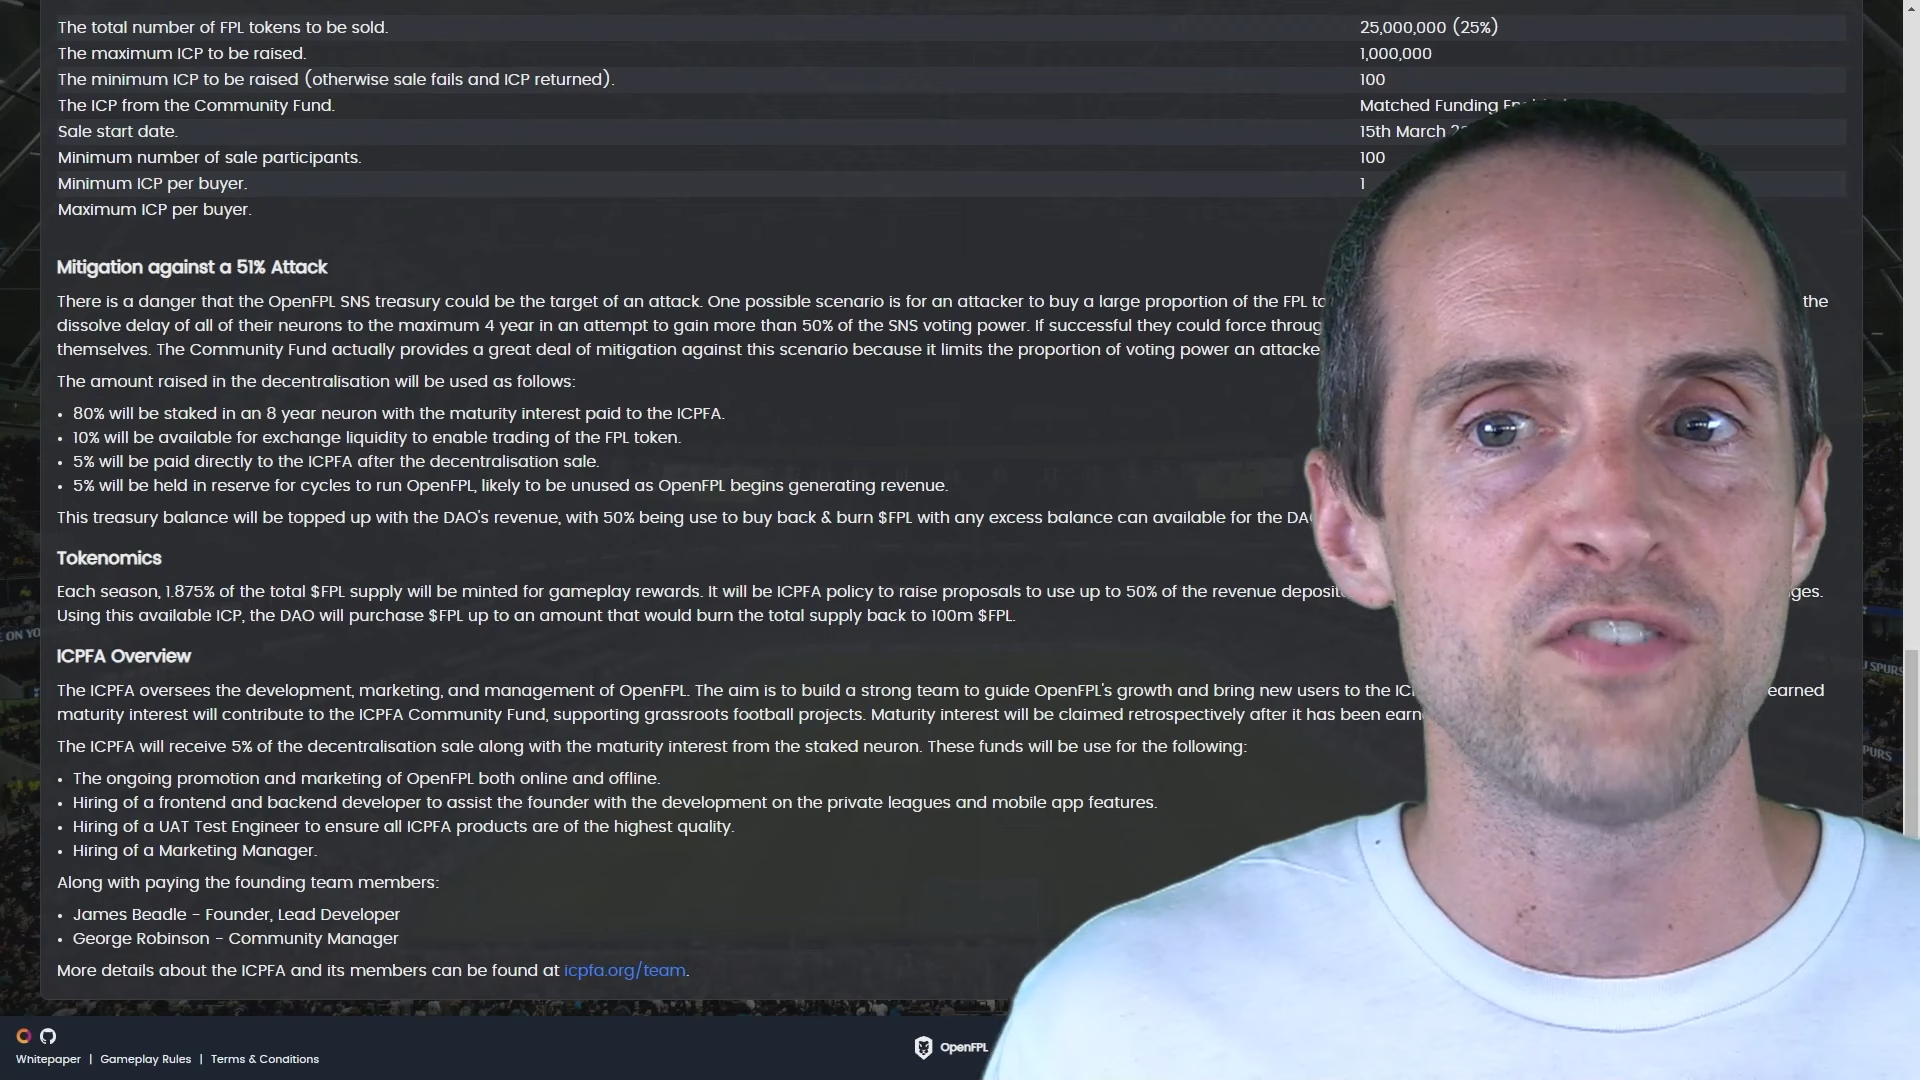 The total number of FPL tokens to be sold. 25,000,000 (25%)
The maximum ICP to be raised. 1,000,000
The minimum ICP to be raised (otherwise sale fails and ICP returned). 100
The ICP from the Community Fund. Matched Funding
Sale start date. 15th March
Minimum number of sale participants. 100
Minimum ICP per buyer. 1
Maximum ICP per buyer.
Mitigation against a 51% Attack
There is a danger that the OpenFPL SNS treasury could be the target of an attack. One possible scenario is for an attacker to buy a large proportion of the FPL the
dissolve delay of all of their neurons to the maximum 4 year in an attempt to gain more than 50% of the SNS voting power. If successful they could force
themselves. The Community Fund actually provides a great deal of mitigation against this scenario because it limits the proportion of voting power an
The amount raised in the decentralisation will be used as follows:
• 80% will be staked in an 8 year neuron with the maturity interest paid to the ICPFA.
• 10% will be available for exchange liquidity to enable trading of the FPL token.
• 5% will be paid directly to the ICPFA after the decentralisation sale.
• 5% will be held in reserve for cycles to run OpenFPL, likely to be unused as OpenFPL begins generating revenue.
This treasury balance will be topped up with the DAO's revenue, with 50% being use to buy back & burn $FPL with any excess balance can available for the
Tokenomics
Each season, 1.875% of the total $FPL supply will be minted for gameplay rewards. It will be ICPFA policy to raise proposals to use up to 50% of the revenue
Using this available ICP, the DAO will purchase $FPL up to an amount that would burn the total supply back to 100m $FPL.
ICPFA Overview
The ICPFA oversees the development, marketing, and management of OpenFPL. The aim is to build a strong team to guide OpenFPL's growth and bring new users to the earned
maturity interest will contribute to the ICPFA Community Fund, supporting grassroots football projects. Maturity interest will be claimed retrospectively after it has been
The ICPFA will receive 5% of the decentralisation sale along with the maturity interest from the staked neuron. These funds will be use for the following:
• The ongoing promotion and marketing of OpenFPL both online and offline.
• Hiring of a frontend and backend developer to assist the founder with the development on the private leagues and mobile app features.
• Hiring of a UAT Test Engineer to ensure all ICPFA products are of the highest quality.
• Hiring of a Marketing Manager.
Along with paying the founding team members:
• James Beadle - Founder, Lead Developer
• George Robinson - Community Manager
More details about the ICPFA and its members can be found at icpfa.org/team.
Whitepaper | Gameplay Rules | Terms & Conditions
OpenFPL